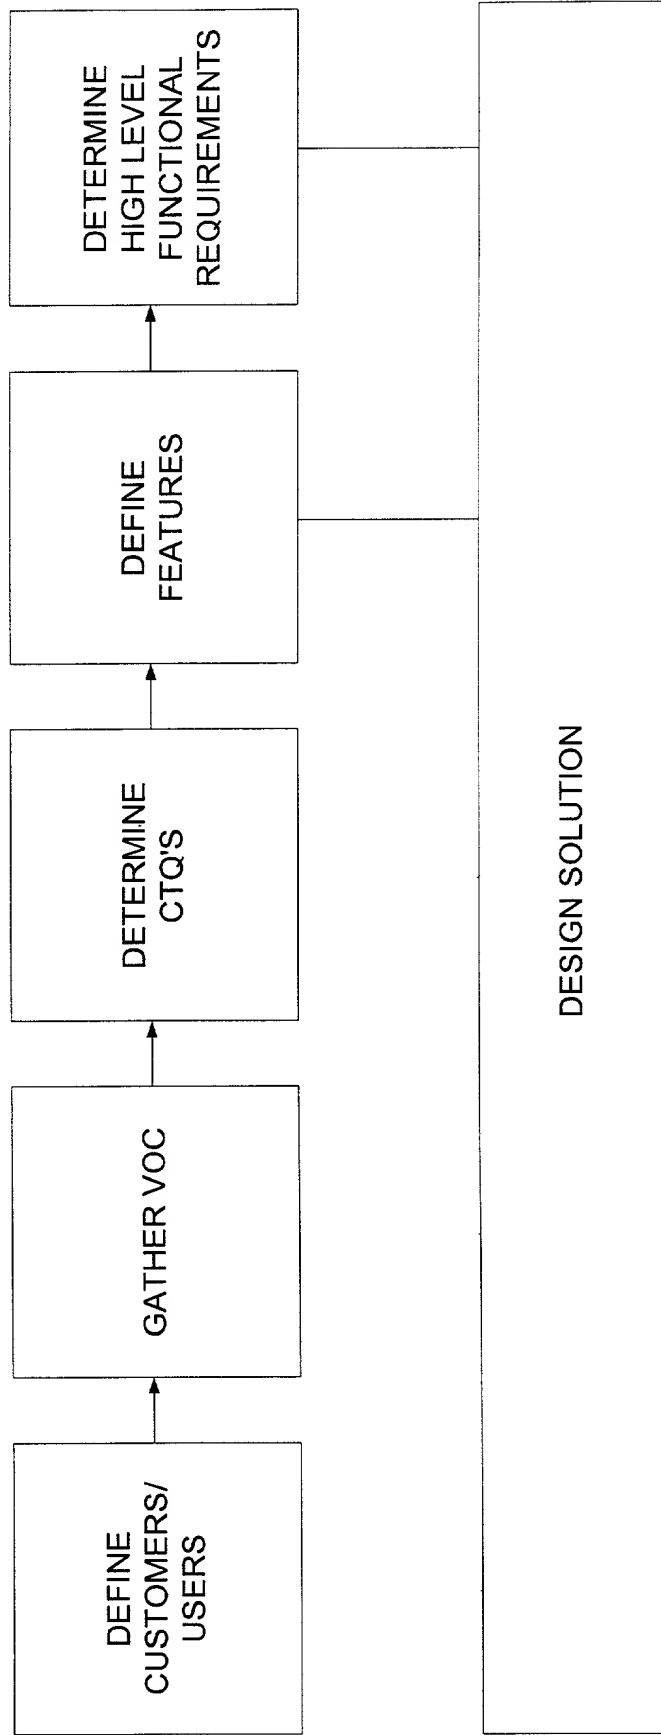 DEFINE
CUSTOMERS/
USERS
GATHER VOC
DETERMINE
CTQ'S
DEFINE
FEATURES
DETERMINE
HIGH LEVEL
FUNCTIONAL
REQUIREMENTS
DESIGN SOLUTION